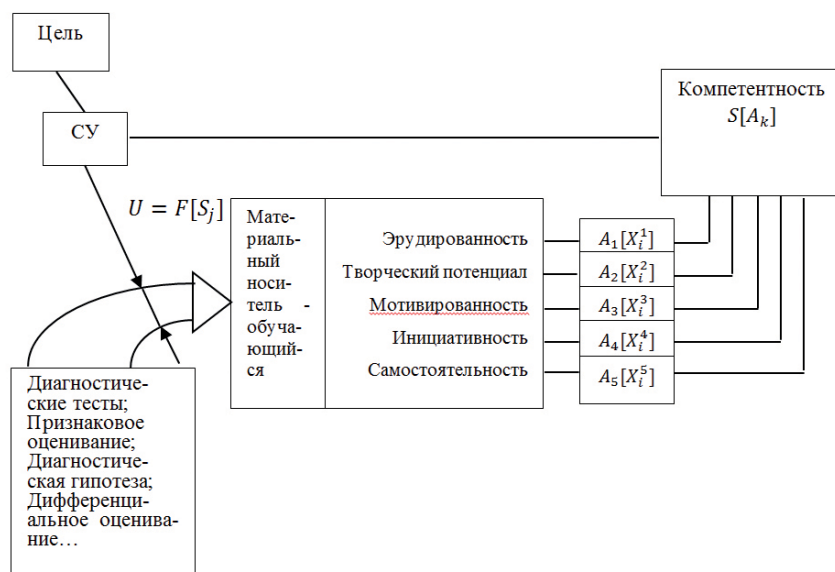 Цель
СУ
Компетентность
S[A_k]
U = F[S_j]
Мате-
риаль-
ный
носи-
тель -
обучаю-
щий-
ся
Эрудированность
Творческий потенциал
Мотивированность
Инициативность
Самостоятельность
A_1[X_i^1]
A_2[X_i^2]
A_3[X_i^3]
A_4[X_i^4]
A_5[X_i^5]
Диагностиче-
ские тесты;
Признаковое
оценивание;
Диагностиче-
ская гипотеза;
Дифференци-
альное оценива-
ние…